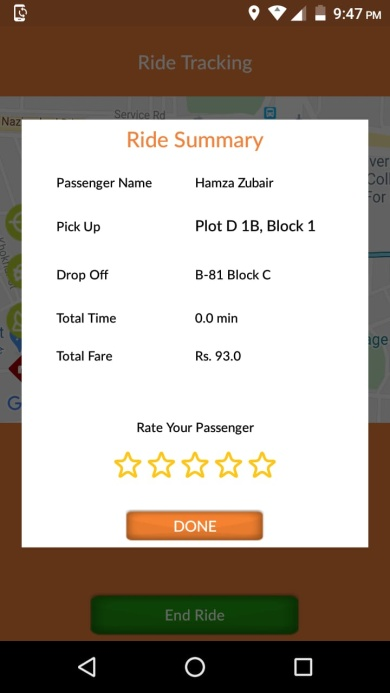 9:47 PM
Ride Tracking
Service Rd
Naz
Ride Summary
Passenger Name Hamza Zubair
Pick Up Plot D 1B, Block 1
Drop Off B-81 Block C
Total Time 0.0 min
Total Fare Rs. 93.0
Rate Your Passenger
DONE
End Ride